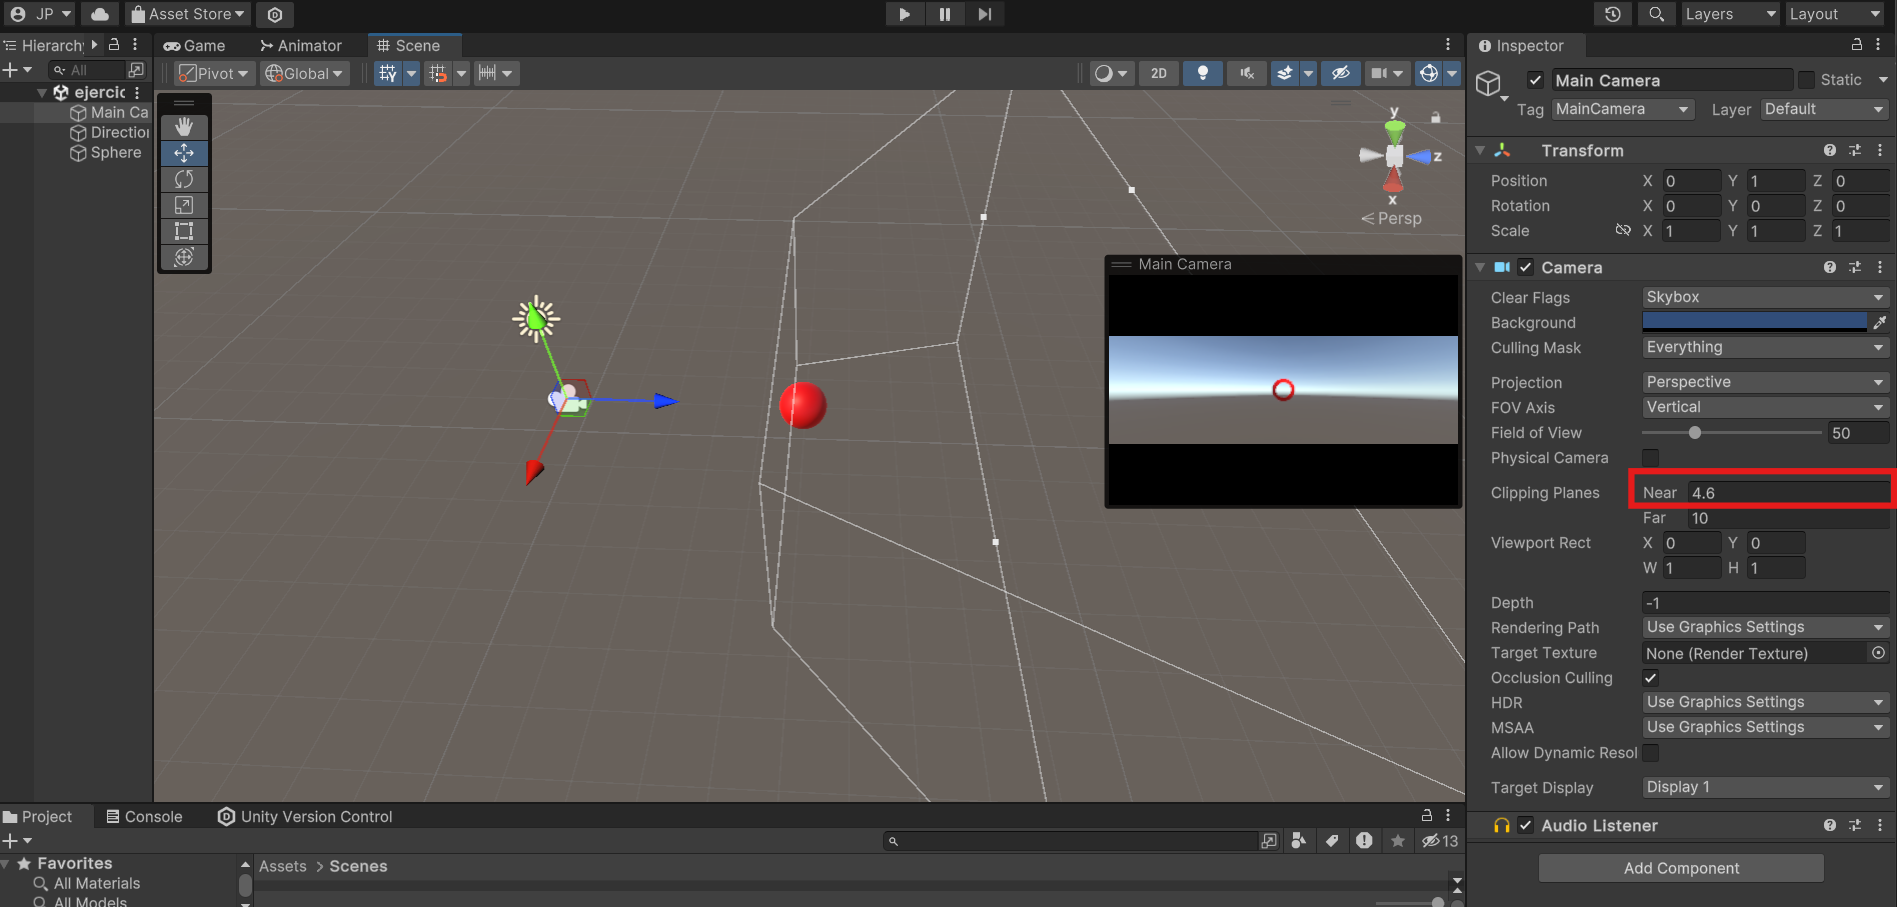 JP
Asset Store
Layers
Layout
Hierarchy
Game
Animator
Scene
Inspector
All
Pivot
Global
2D
Main Camera
Static
Tag
MainCamera
Layer
Default
ejercic
Main Ca
Direction
Sphere
y
z
x
Persp
Transform
Position X 0 Y 1 Z 0
Rotation X 0 Y 0 Z 0
Scale X 1 Y 1 Z 1
Main Camera
Camera
Clear Flags Skybox
Background
Culling Mask Everything
Projection Perspective
FOV Axis Vertical
Field of View 50
Physical Camera
Clipping Planes Near 4.6
Far 10
Viewport Rect X 0 Y 0
W 1 H 1
Depth -1
Rendering Path Use Graphics Settings
Target Texture None (Render Texture)
Occlusion Culling
HDR Use Graphics Settings
MSAA Use Graphics Settings
Allow Dynamic Resol
Target Display Display 1
Audio Listener
Add Component
Project
Console
Unity Version Control
13
Favorites
All Materials
All Models
Assets > Scenes